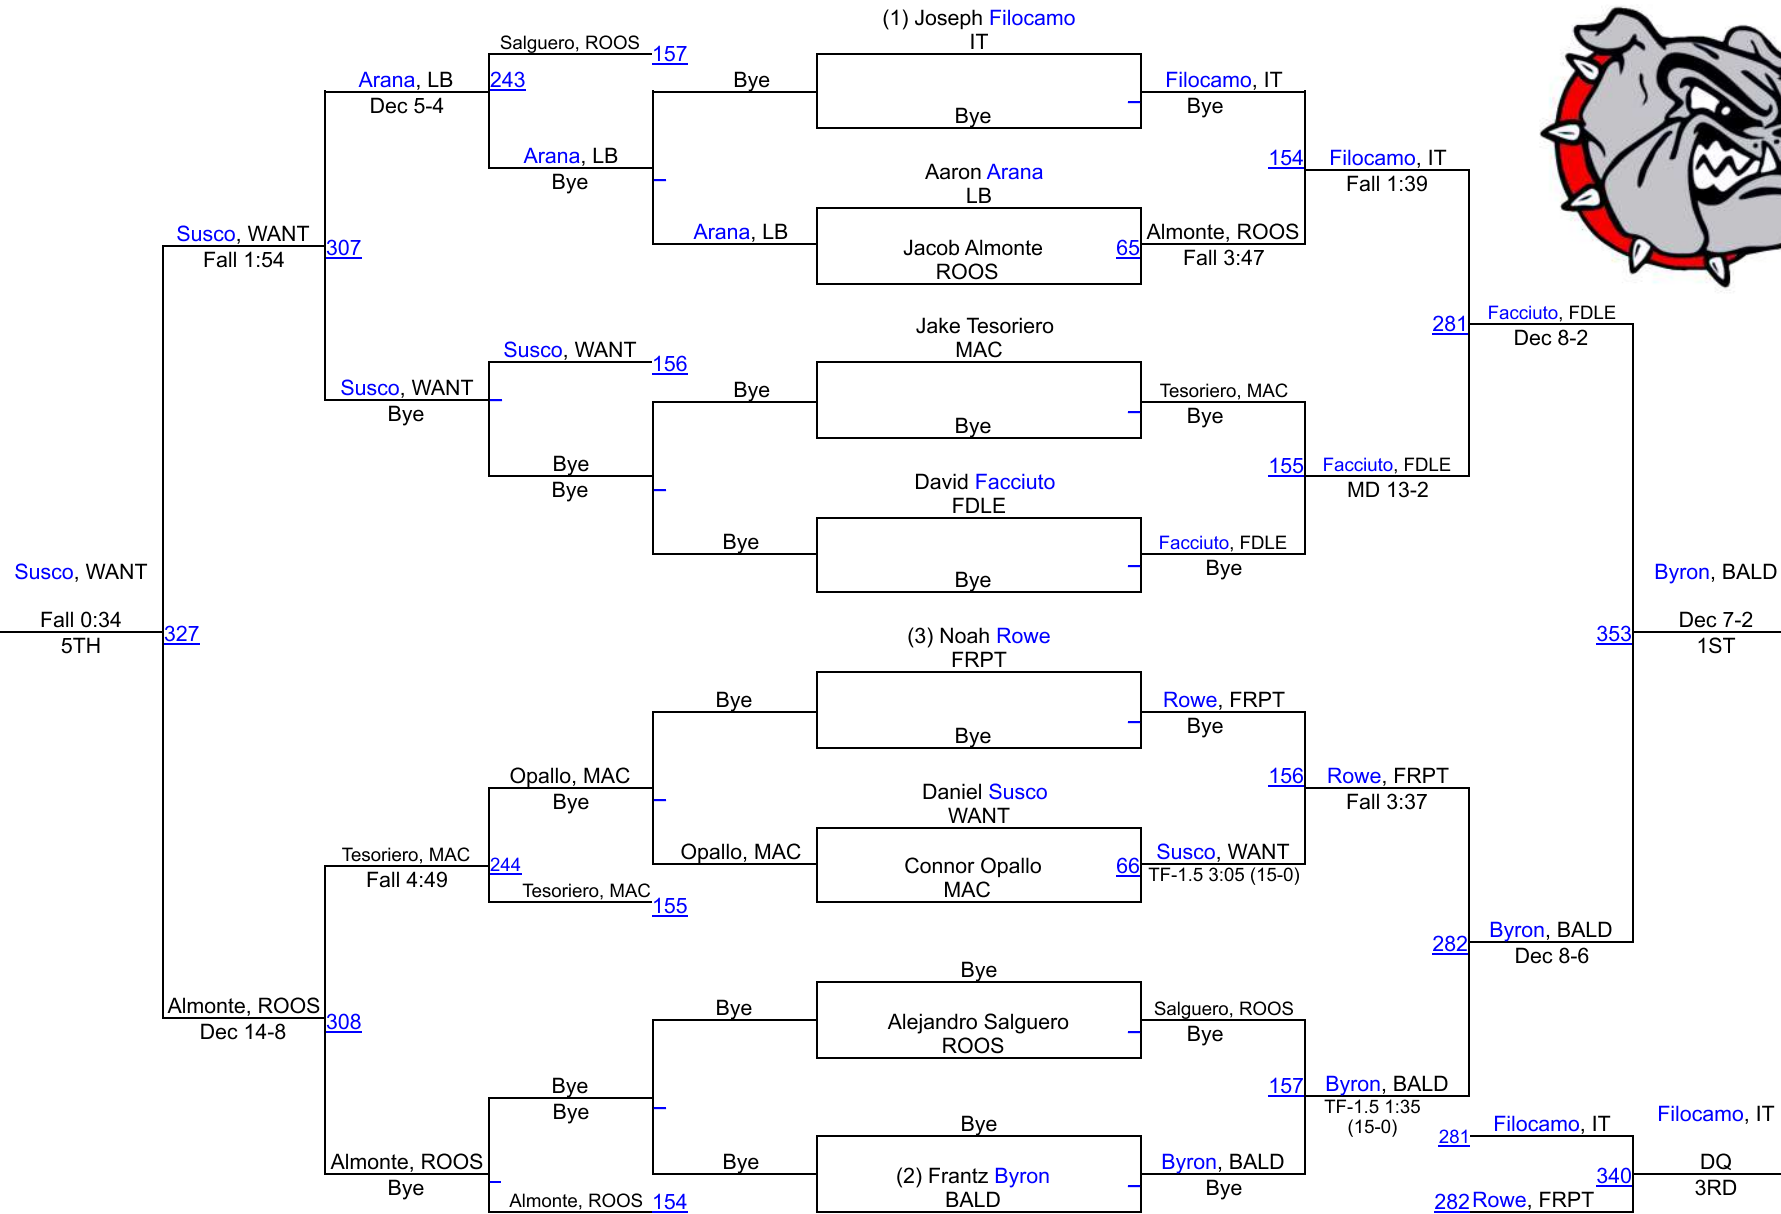 (1) Joseph Filocamo
IT
Salguero, ROOS
157
Arana, LB
243
Dec 5-4
Bye
Filocamo, IT
Bye
Bye
Arana, LB
Bye
154
Filocamo, IT
Fall 1:39
Aaron Arana
LB
Susco, WANT
307
Fall 1:54
Arana, LB
Jacob Almonte
ROOS
65
Almonte, ROOS
Fall 3:47
281
Facciuto, FDLE
Dec 8-2
Jake Tesoriero
MAC
Susco, WANT
156
Susco, WANT
Bye
Bye
Tesoriero, MAC
Bye
Bye
Bye
Bye
155
Facciuto, FDLE
MD 13-2
David Facciuto
FDLE
Bye
Facciuto, FDLE
Bye
Bye
Susco, WANT
Fall 0:34
5TH
327
Byron, BALD
Dec 7-2
1ST
353
(3) Noah Rowe
FRPT
Bye
Rowe, FRPT
Bye
Bye
Opallo, MAC
Bye
156
Rowe, FRPT
Fall 3:37
Daniel Susco
WANT
Tesoriero, MAC
244
Fall 4:49
Opallo, MAC
Connor Opallo
MAC
66
Susco, WANT
TF-1.5 3:05 (15-0)
Tesoriero, MAC
155
282
Byron, BALD
Dec 8-6
Bye
Almonte, ROOS
308
Dec 14-8
Bye
Alejandro Salguero
ROOS
Salguero, ROOS
Bye
Bye
Bye
157
Byron, BALD
TF-1.5 1:35
(15-0)
Bye
Almonte, ROOS
Bye
Bye
(2) Frantz Byron
BALD
Byron, BALD
Bye
Almonte, ROOS
154
281
Filocamo, IT
Filocamo, IT
340
DQ
3RD
282
Rowe, FRPT